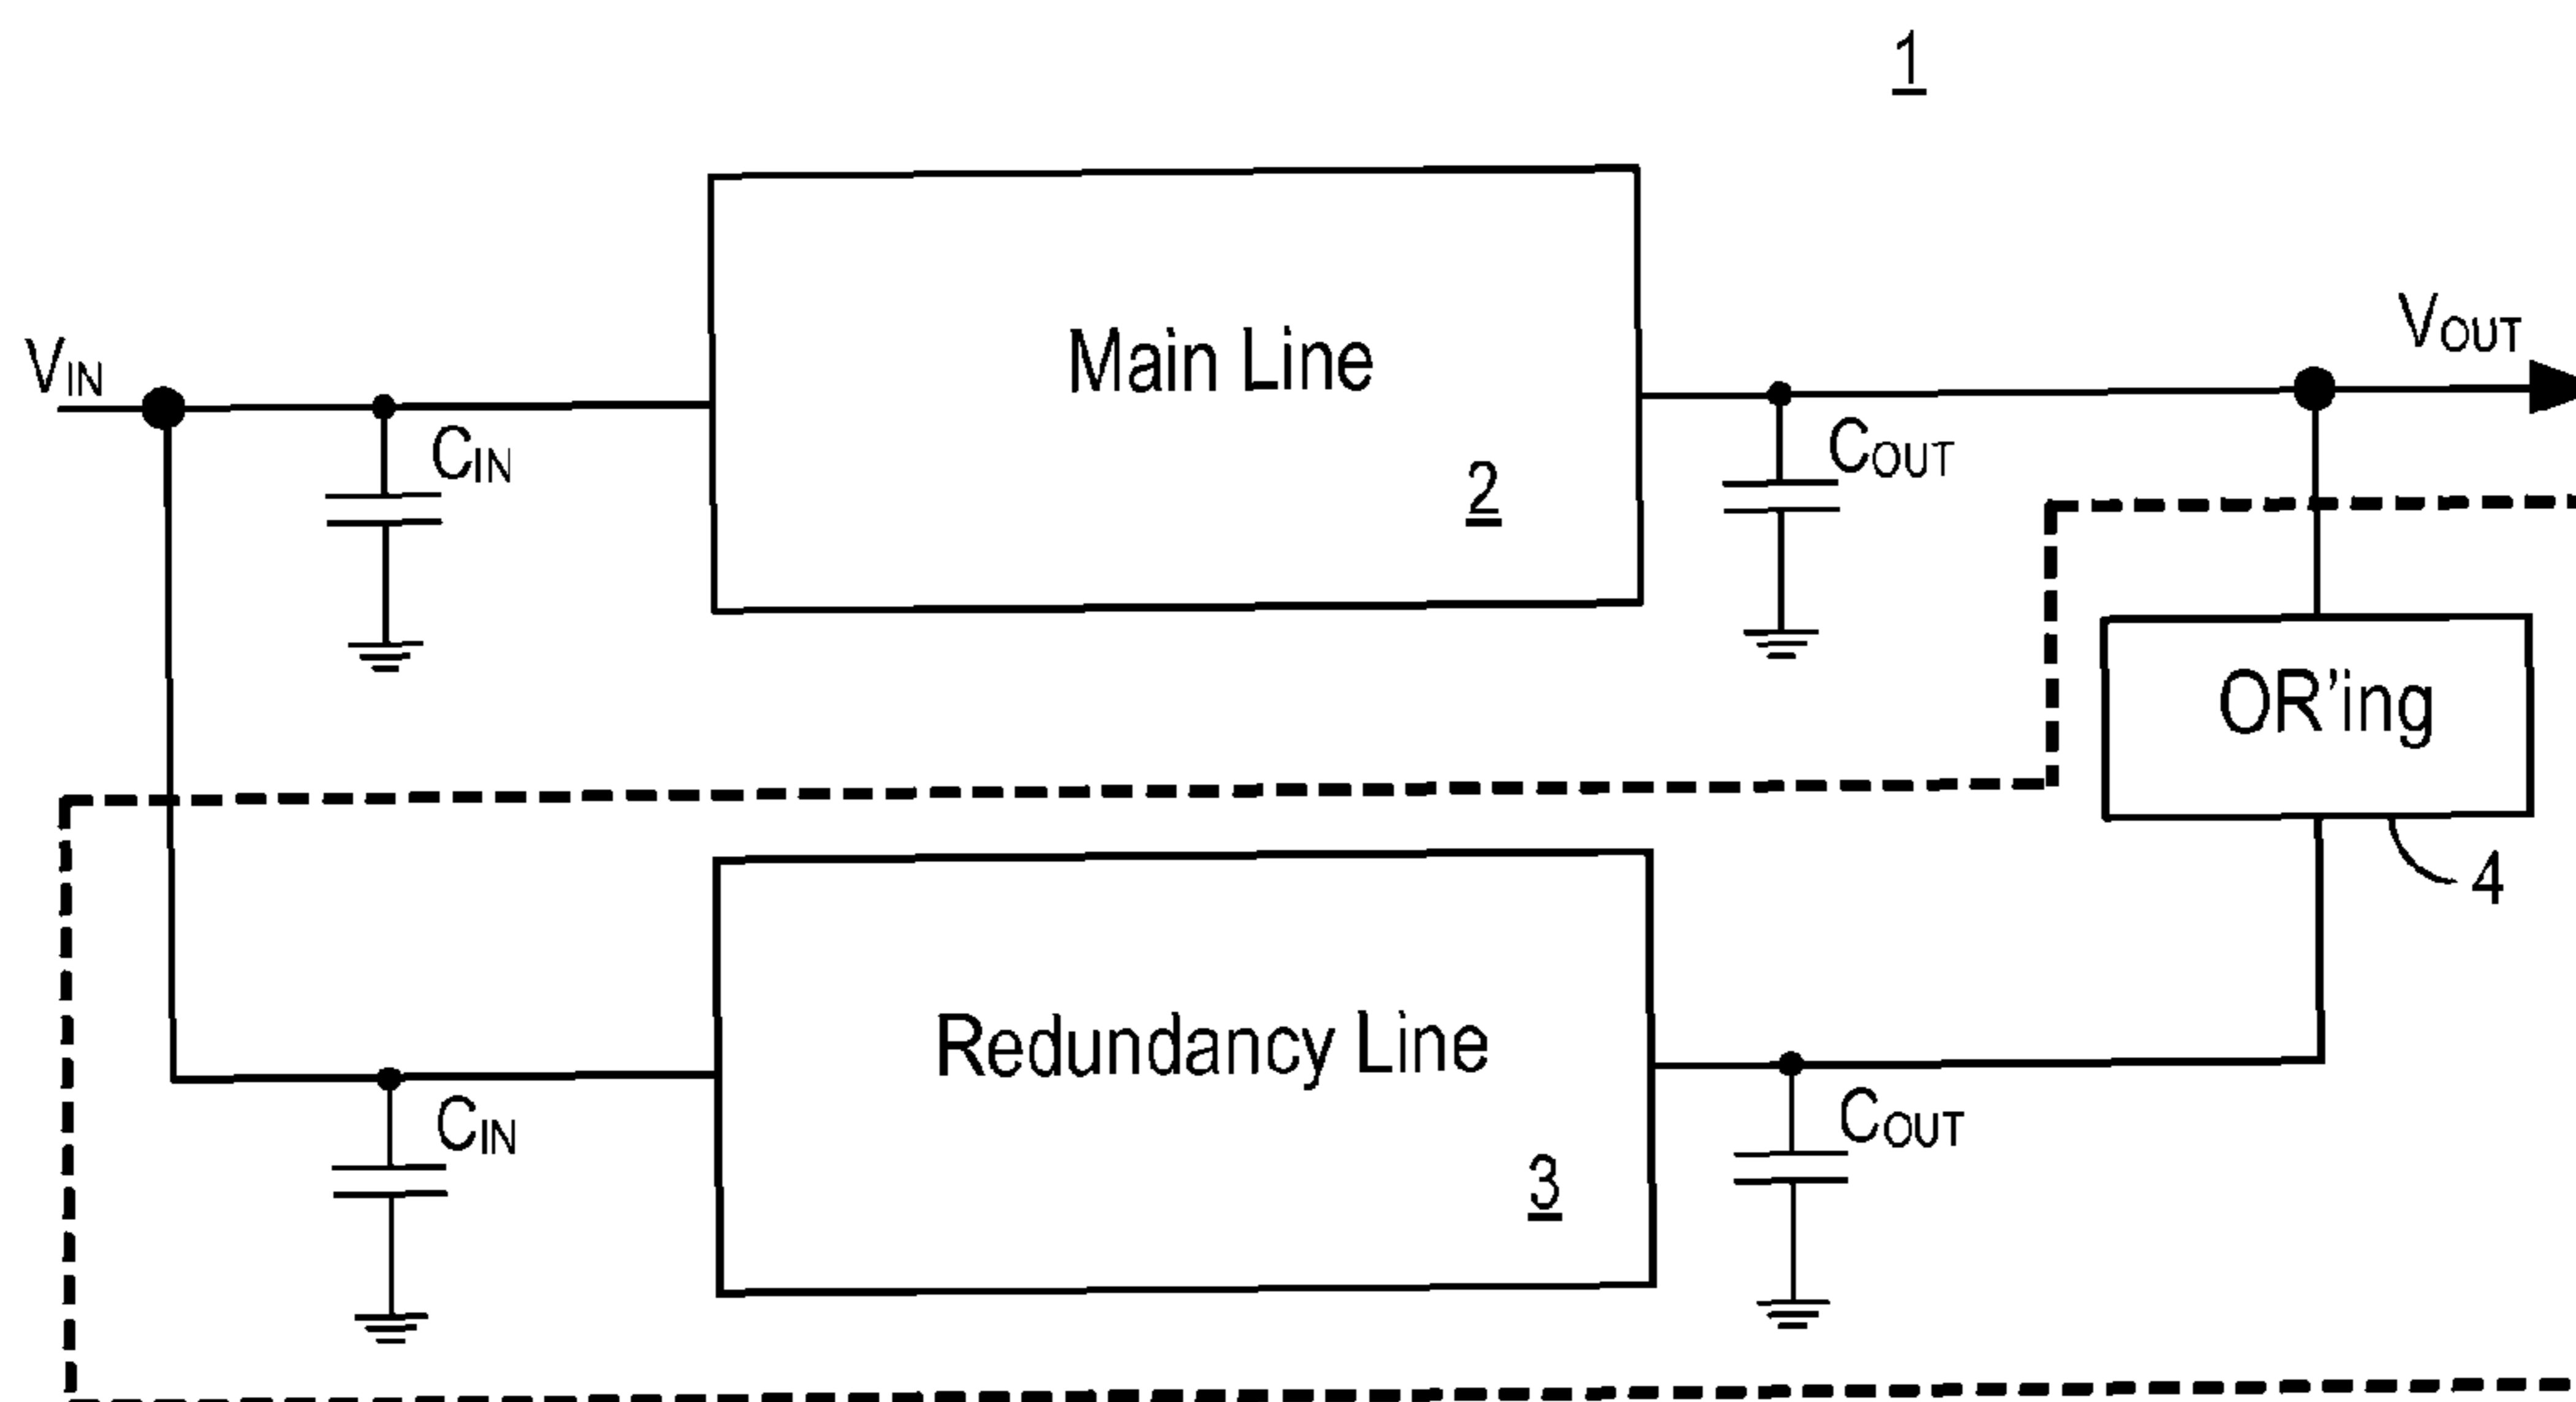 1
Main Line
2
VIN
CIN
COUT
VOUT
OR'ing
4
Redundancy Line
3
CIN
COUT